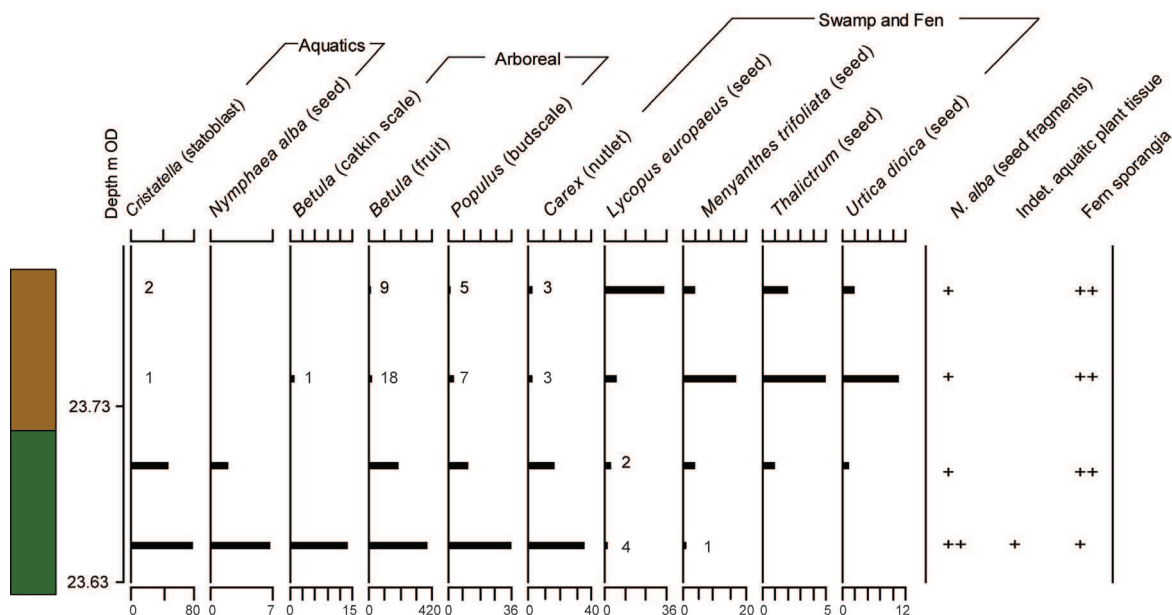 Swamp and Fen
Aquatics
Arboreal
Depth m OD
Cristatella (statoblast)
Nymphaea alba (seed)
Betula (catkin scale)
Betula (fruit)
Populus (budscale)
Carex (nutlet)
Lycopus europaeus (seed)
Menyanthes trifoliata (seed)
Thalictrum (seed)
Urtica dioica (seed)
N. alba (seed fragments)
Indet. aquaitc plant tissue
Fern sporangia
2 9 5 3 + ++
1 1 18 7 3 + ++
23.73
2 + ++
4 1 ++ + +
23.63
0 80 0 7 0 15 0 420 0 36 0 40 0 36 0 20 0 5 0 12